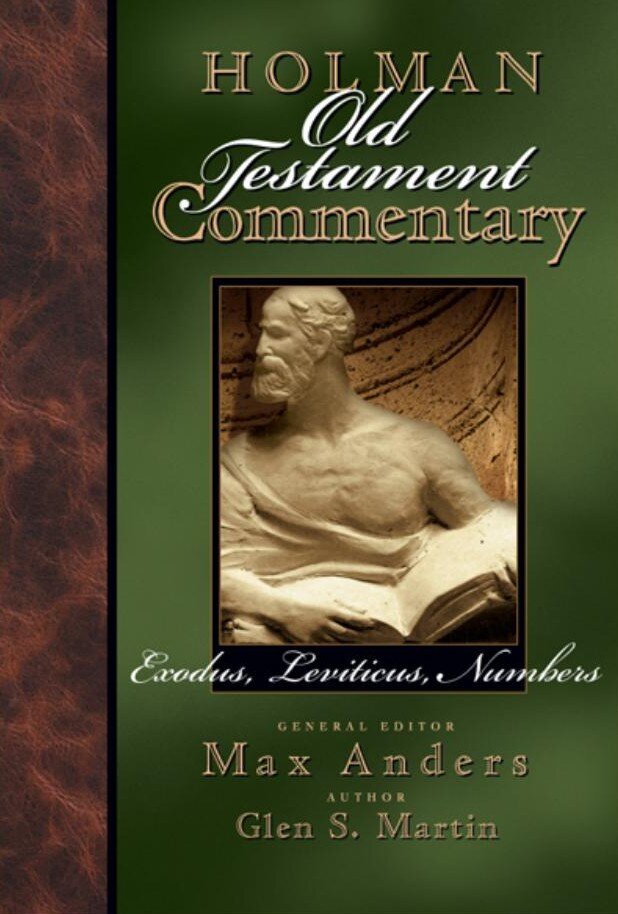 HOLMAN
Old
Testament
Commentary
Exodus, Leviticus, Numbers
GENERAL EDITOR
Max Anders
AUTHOR
Glen S. Martin